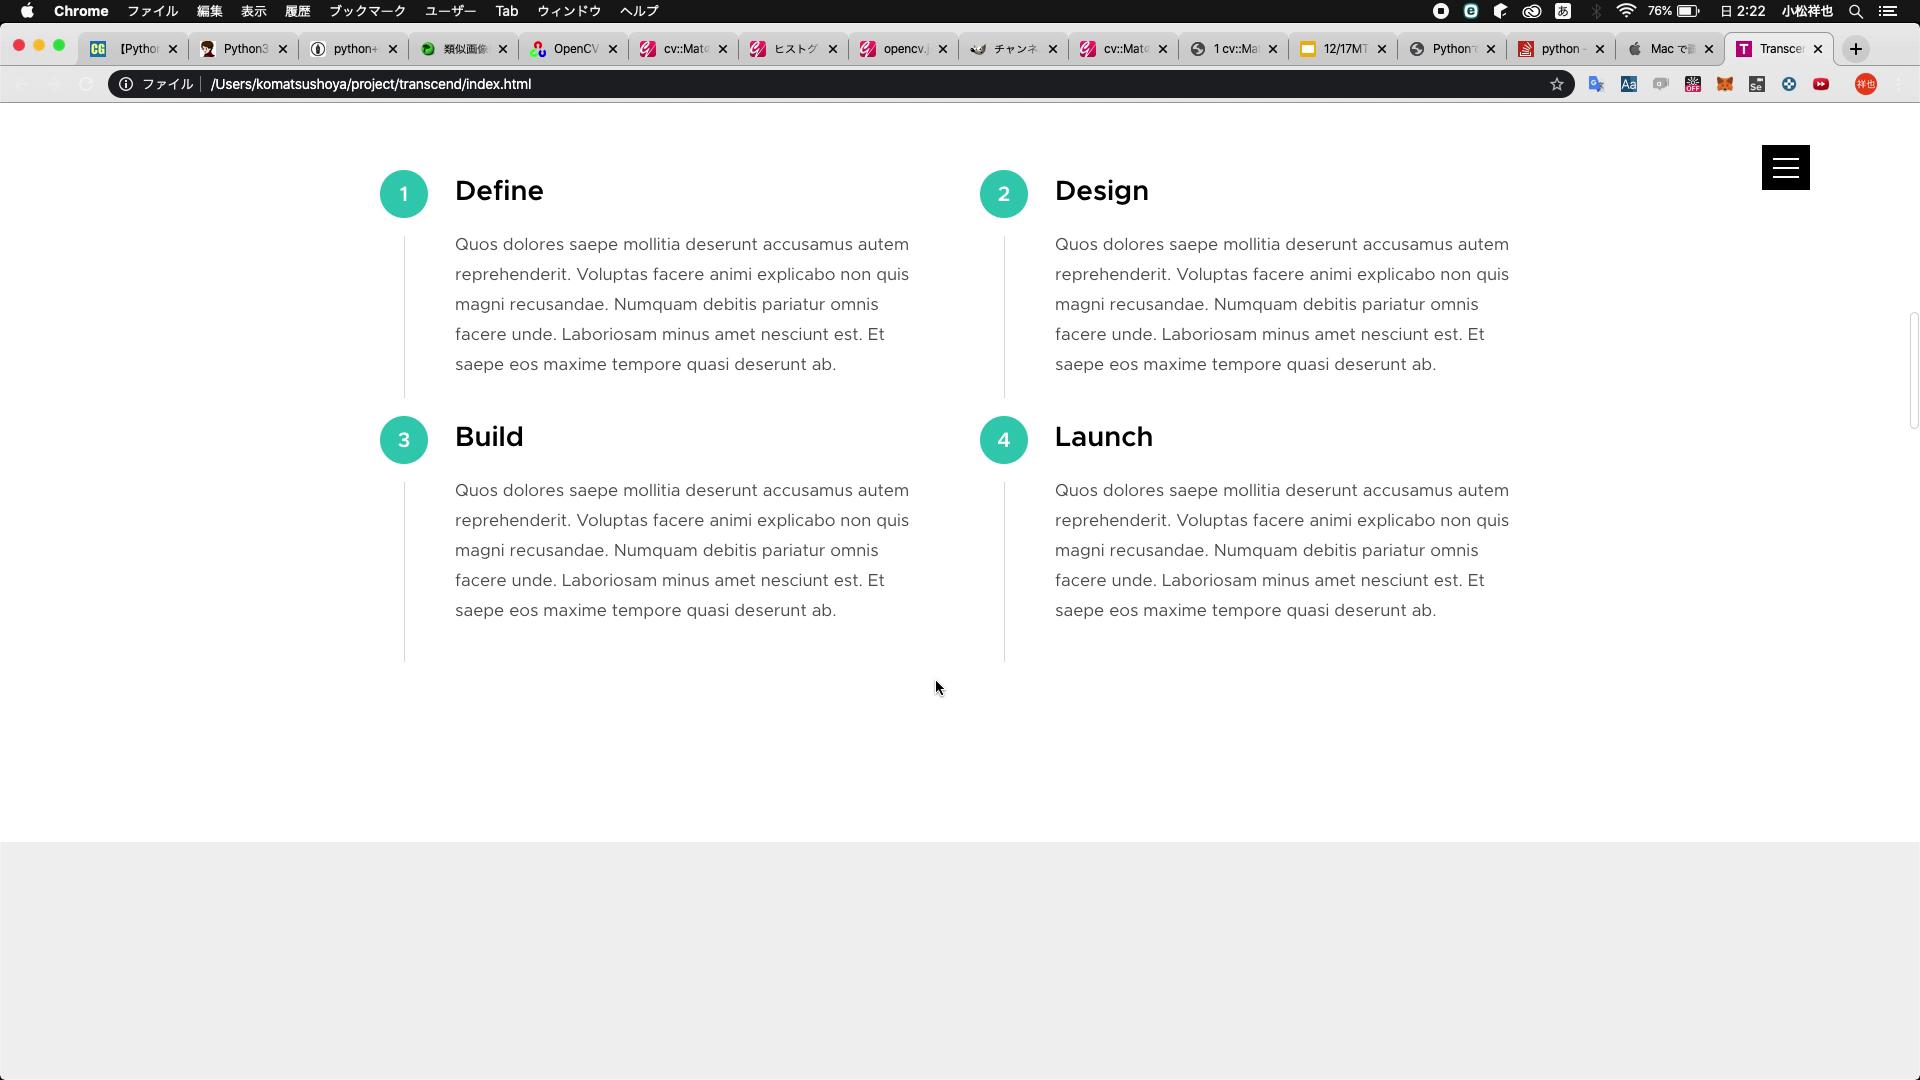 Chrome ファイル 編集 表示 履歴 ブックマーク ユーザー Tab ウィンドウ ヘルプ あ 76% 日 2:22 小松祥也
CG Python3 python+ 類似画像 OpenCV ヒストグ チャンネ 1 12/17MT python - Mac で T
ファイル /Users/komatsushoya/project/transcend/index.html Aa OFF Se 祥也
1 Define
Quos dolores saepe mollitia deserunt accusamus autem
reprehenderit. Voluptas facere animi explicabo non quis
magni recusandae. Numquam debitis pariatur omnis
facere unde. Laboriosam minus amet nesciunt est. Et
saepe eos maxime tempore quasi deserunt ab.
2 Design
Quos dolores saepe mollitia deserunt accusamus autem
reprehenderit. Voluptas facere animi explicabo non quis
magni recusandae. Numquam debitis pariatur omnis
facere unde. Laboriosam minus amet nesciunt est. Et
saepe eos maxime tempore quasi deserunt ab.
3 Build
Quos dolores saepe mollitia deserunt accusamus autem
reprehenderit. Voluptas facere animi explicabo non quis
magni recusandae. Numquam debitis pariatur omnis
facere unde. Laboriosam minus amet nesciunt est. Et
saepe eos maxime tempore quasi deserunt ab.
4 Launch
Quos dolores saepe mollitia deserunt accusamus autem
reprehenderit. Voluptas facere animi explicabo non quis
magni recusandae. Numquam debitis pariatur omnis
facere unde. Laboriosam minus amet nesciunt est. Et
saepe eos maxime tempore quasi deserunt ab.